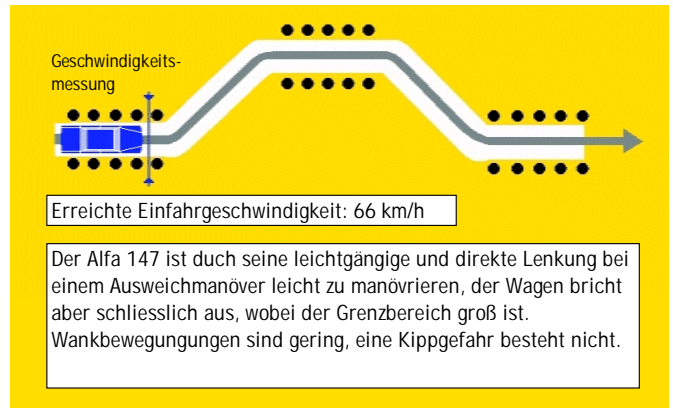 Geschwindigkeits-
messung
Erreichte Einfahrgeschwindigkeit: 66 km/h
Der Alfa 147 ist duch seine leichtgängige und direkte Lenkung bei
einem Ausweichmanöver leicht zu manövrieren, der Wagen bricht
aber schliesslich aus, wobei der Grenzbereich groß ist.
Wankbewegungungen sind gering, eine Kippgefahr besteht nicht.